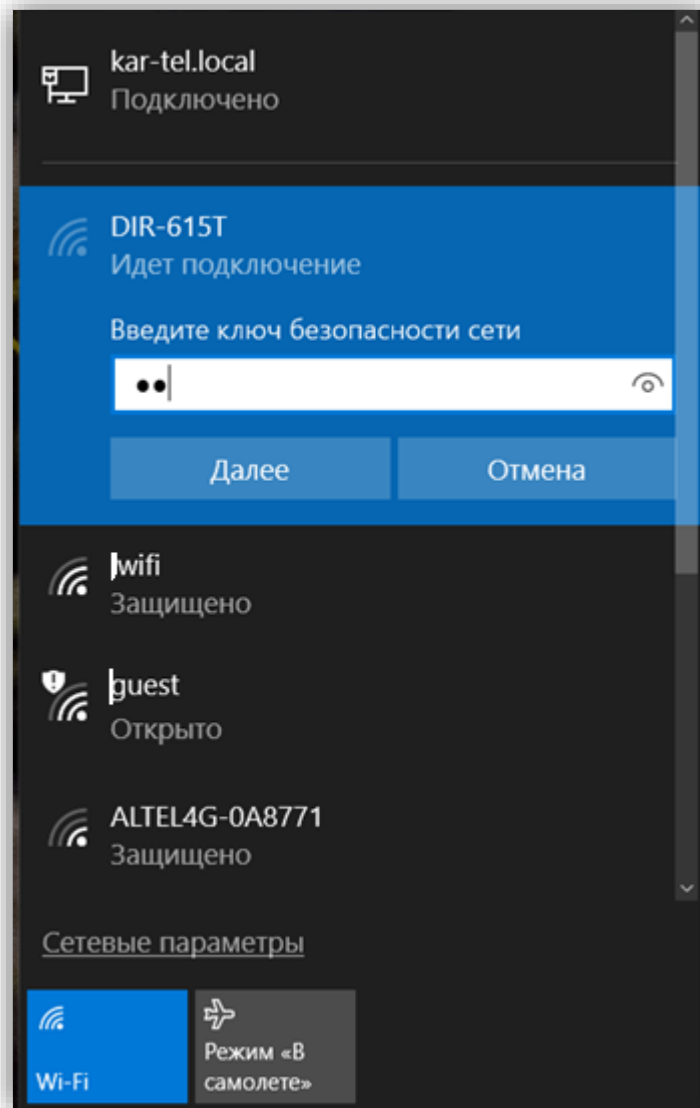 kar-tel.local
Подключено
DIR-615T
Идет подключение
Введите ключ безопасности сети
••
Далее
Отмена
wifi
Защищено
guest
Открыто
ALTEL4G-0A8771
Защищено
Сетевые параметры
Wi-Fi
Режим «В
самолете»